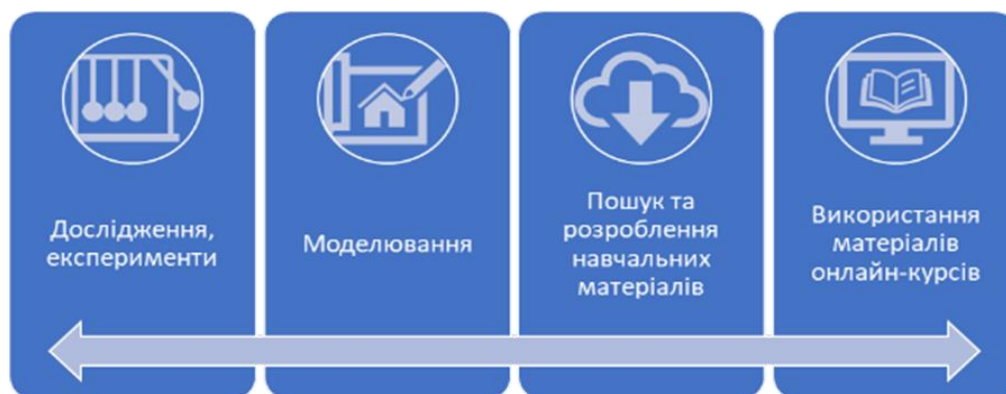 Дослідження,
експерименти
Моделювання
Пошук та
розроблення
навчальних
матеріалів
Використання
матеріалів
онлайн-курсів